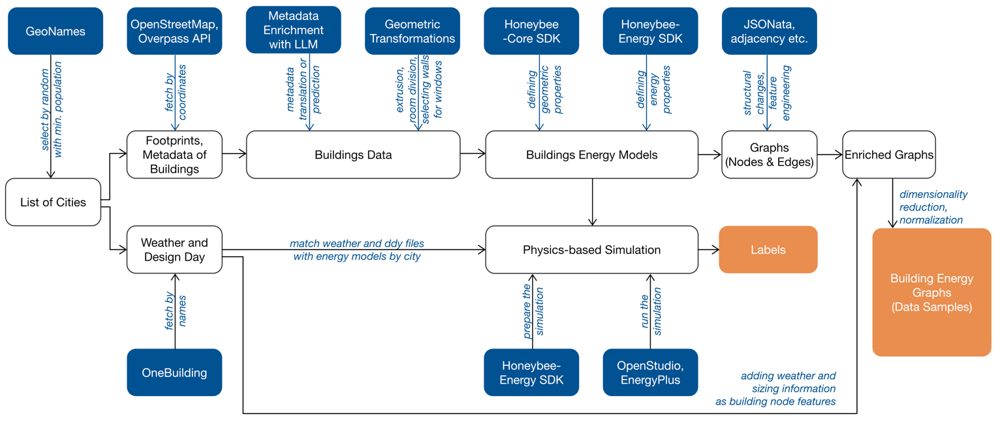 GeoNames
OpenStreetMap,
Overpass API
Metadata
Enrichment
with LLM
Geometric
Transformations
Honeybee
-Core SDK
Honeybee-
Energy SDK
JSONata,
adjacency etc.
select by random
with min. population
fetch by
coordinates
metadata
translation or
prediction
extrusion,
room division,
selecting walls
for windows
defining
geometric
properties
defining
energy
properties
structural
changes,
feature
engineering
Footprints,
Metadata of
Buildings
Buildings Data
Buildings Energy Models
Graphs
(Nodes & Edges)
Enriched Graphs
List of Cities
dimensionality
reduction,
normalization
Weather and
Design Day
match weather and ddy files
with energy models by city
Physics-based Simulation
Labels
Building Energy
Graphs
(Data Samples)
fetch by
names
prepare the
simulation
run the
simulation
OneBuilding
Honeybee-
Energy SDK
OpenStudio,
EnergyPlus
adding weather and
sizing information
as building node features